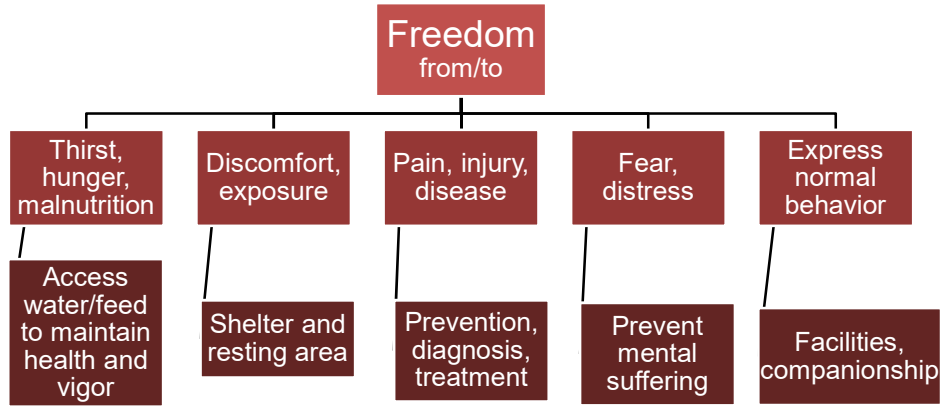 Freedom
from/to
Thirst,
hunger,
malnutrition
Discomfort,
exposure
Pain, injury,
disease
Fear,
distress
Express
normal
behavior
Access
water/feed
to maintain
health and
vigor
Shelter and
resting area
Prevention,
diagnosis,
treatment
Prevent
mental
suffering
Facilities,
companionship